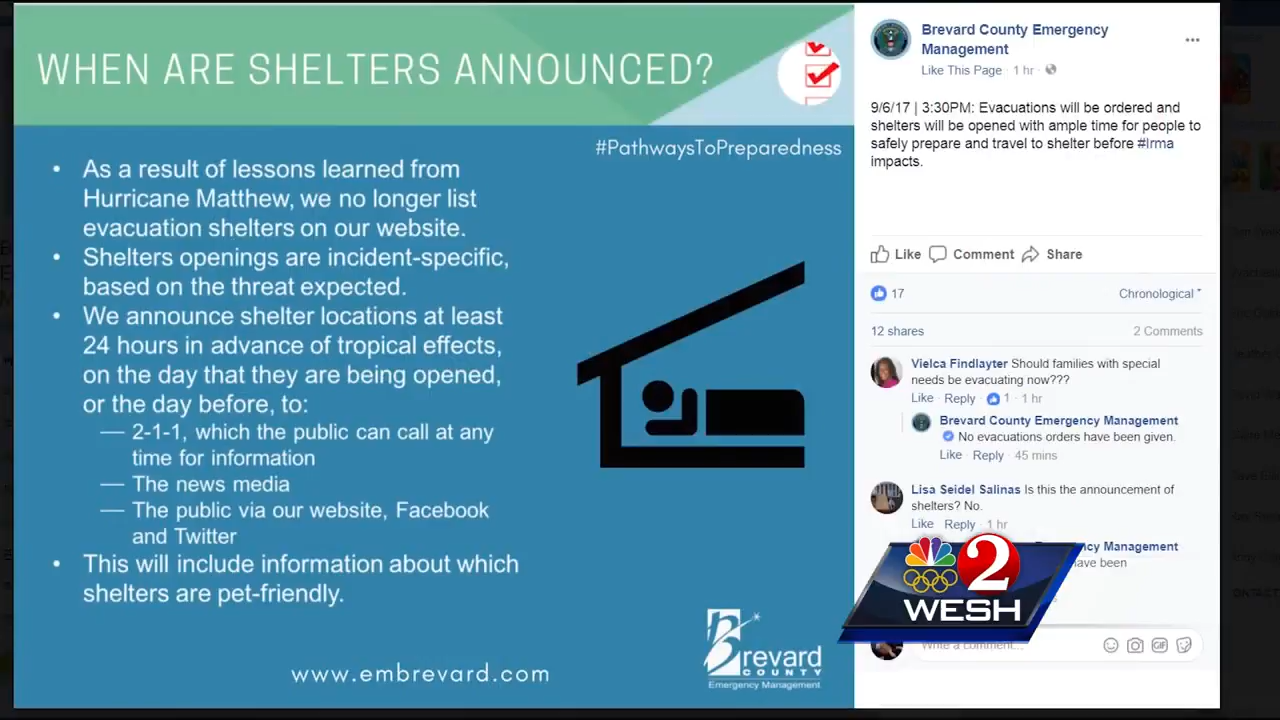 WHEN ARE SHELTERS ANNOUNCED?
#PathwaysToPreparedness
• As a result of lessons learned from
Hurricane Matthew, we no longer list
evacuation shelters on our website.
• Shelters openings are incident-specific,
based on the threat expected.
• We announce shelter locations at least
24 hours in advance of tropical effects,
on the day that they are being opened,
or the day before, to:
— 2-1-1, which the public can call at any
time for information
— The news media
— The public via our website, Facebook
and Twitter
• This will include information about which
shelters are pet-friendly.
www.embrevard.com
Brevard
COUNTY
Emergency Management
Brevard County Emergency
Management
Like This Page · 1 hr ·
9/6/17 | 3:30PM: Evacuations will be ordered and
shelters will be opened with ample time for people to
safely prepare and travel to shelter before #Irma
impacts.
Like Comment Share
17 Chronological
12 shares 2 Comments
Vielca Findlayter Should families with special
needs be evacuating now???
Like · Reply · 1 · 1 hr
Brevard County Emergency Management
No evacuations orders have been given.
Like · Reply · 45 mins
Lisa Seidel Salinas Is this the announcement of
shelters? No.
Like · Reply · 1 hr
Management
have been
2
WESH
Write a comment...
GIF